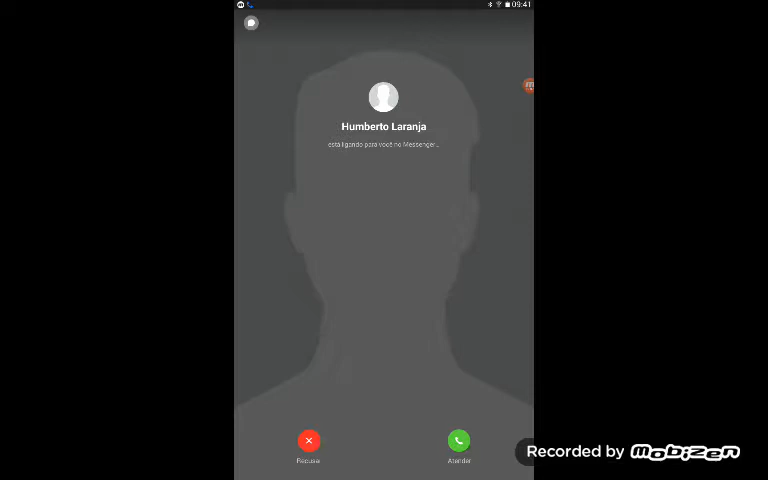 09:41
Humberto Laranja
está ligando para você no Messenger...
Recusar
Atender
Recorded by MOBIZEN